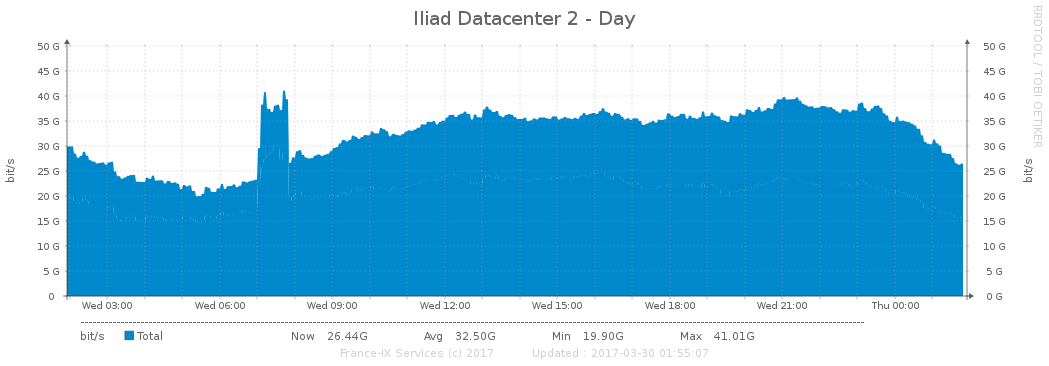 Iliad Datacenter 2 - Day
RRDTOOL / TOBI OETIKER
50 G 50 G
45 G 45 G
40 G 40 G
35 G 35 G
30 G 30 G
25 G 25 G
20 G 20 G
15 G 15 G
10 G 10 G
5 G 5 G
0 0 G
bit/s bit/s
Wed 03:00 Wed 06:00 Wed 09:00 Wed 12:00 Wed 15:00 Wed 18:00 Wed 21:00 Thu 00:00
bit/s Total Now 26.44G Avg 32.50G Min 19.90G Max 41.01G
France-IX Services (c) 2017 Updated : 2017-03-30 01:55:07